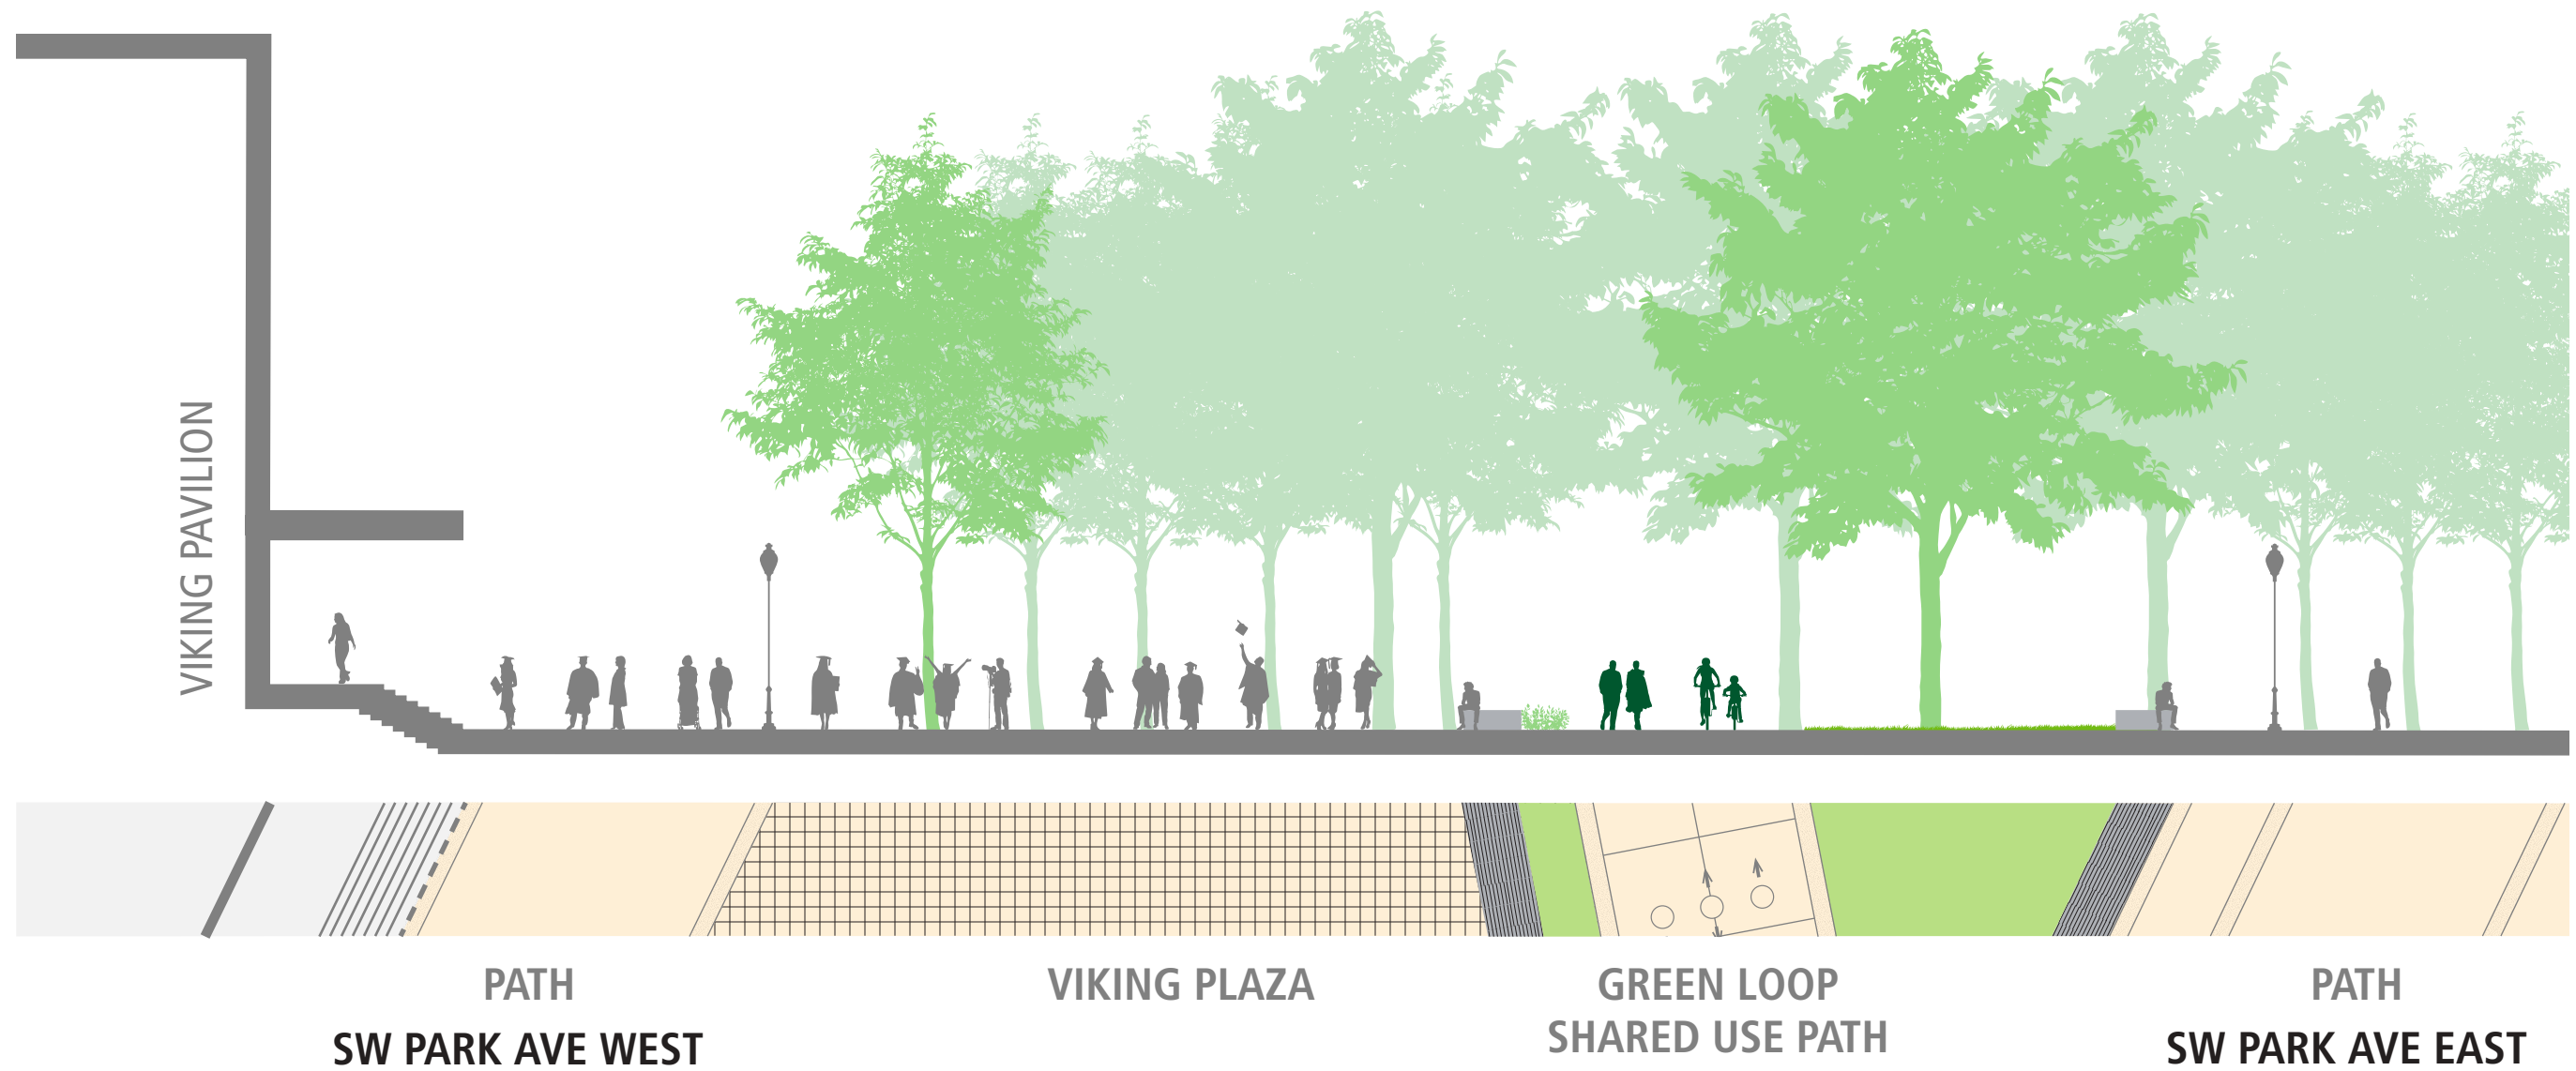 VIKING PAVILION
PATH
SW PARK AVE WEST
VIKING PLAZA
GREEN LOOP
SHARED USE PATH
PATH
SW PARK AVE EAST